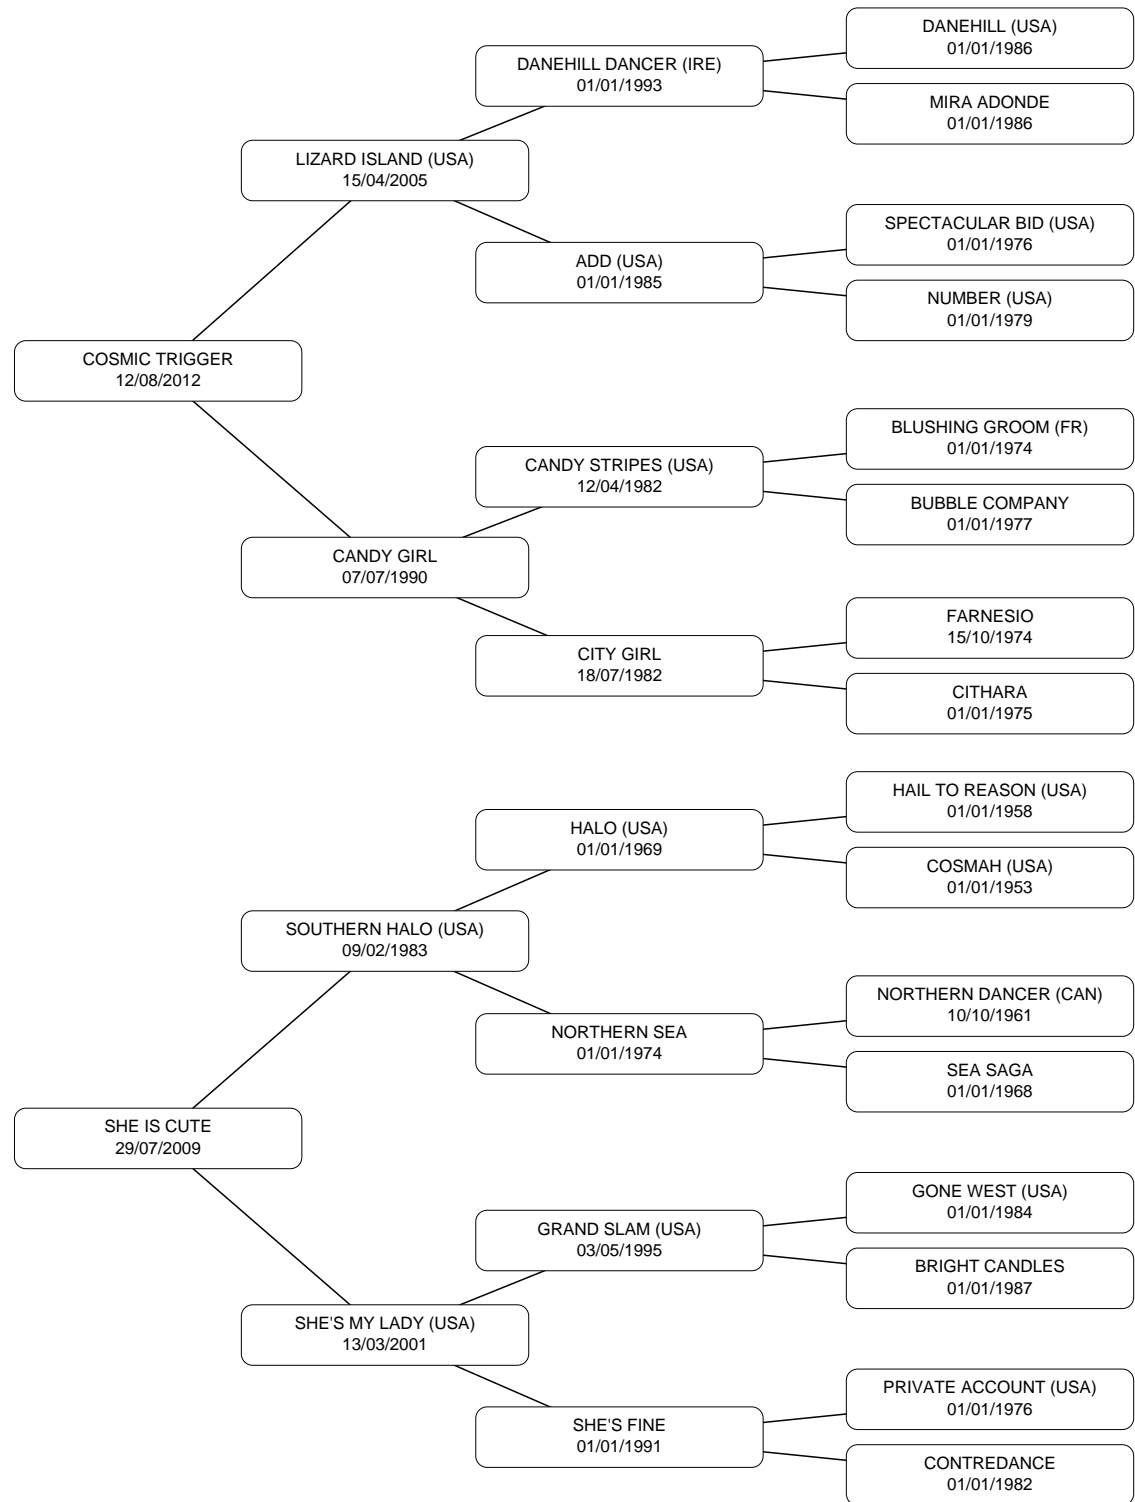 DANEHILL (USA)
01/01/1986
DANEHILL DANCER (IRE)
01/01/1993
MIRA ADONDE
01/01/1986
LIZARD ISLAND (USA)
15/04/2005
SPECTACULAR BID (USA)
01/01/1976
ADD (USA)
01/01/1985
NUMBER (USA)
01/01/1979
COSMIC TRIGGER
12/08/2012
BLUSHING GROOM (FR)
01/01/1974
CANDY STRIPES (USA)
12/04/1982
BUBBLE COMPANY
01/01/1977
CANDY GIRL
07/07/1990
FARNESIO
15/10/1974
CITY GIRL
18/07/1982
CITHARA
01/01/1975
HAIL TO REASON (USA)
01/01/1958
HALO (USA)
01/01/1969
COSMAH (USA)
01/01/1953
SOUTHERN HALO (USA)
09/02/1983
NORTHERN DANCER (CAN)
10/10/1961
NORTHERN SEA
01/01/1974
SEA SAGA
01/01/1968
SHE IS CUTE
29/07/2009
GONE WEST (USA)
01/01/1984
GRAND SLAM (USA)
03/05/1995
BRIGHT CANDLES
01/01/1987
SHE'S MY LADY (USA)
13/03/2001
PRIVATE ACCOUNT (USA)
01/01/1976
SHE'S FINE
01/01/1991
CONTREDANCE
01/01/1982